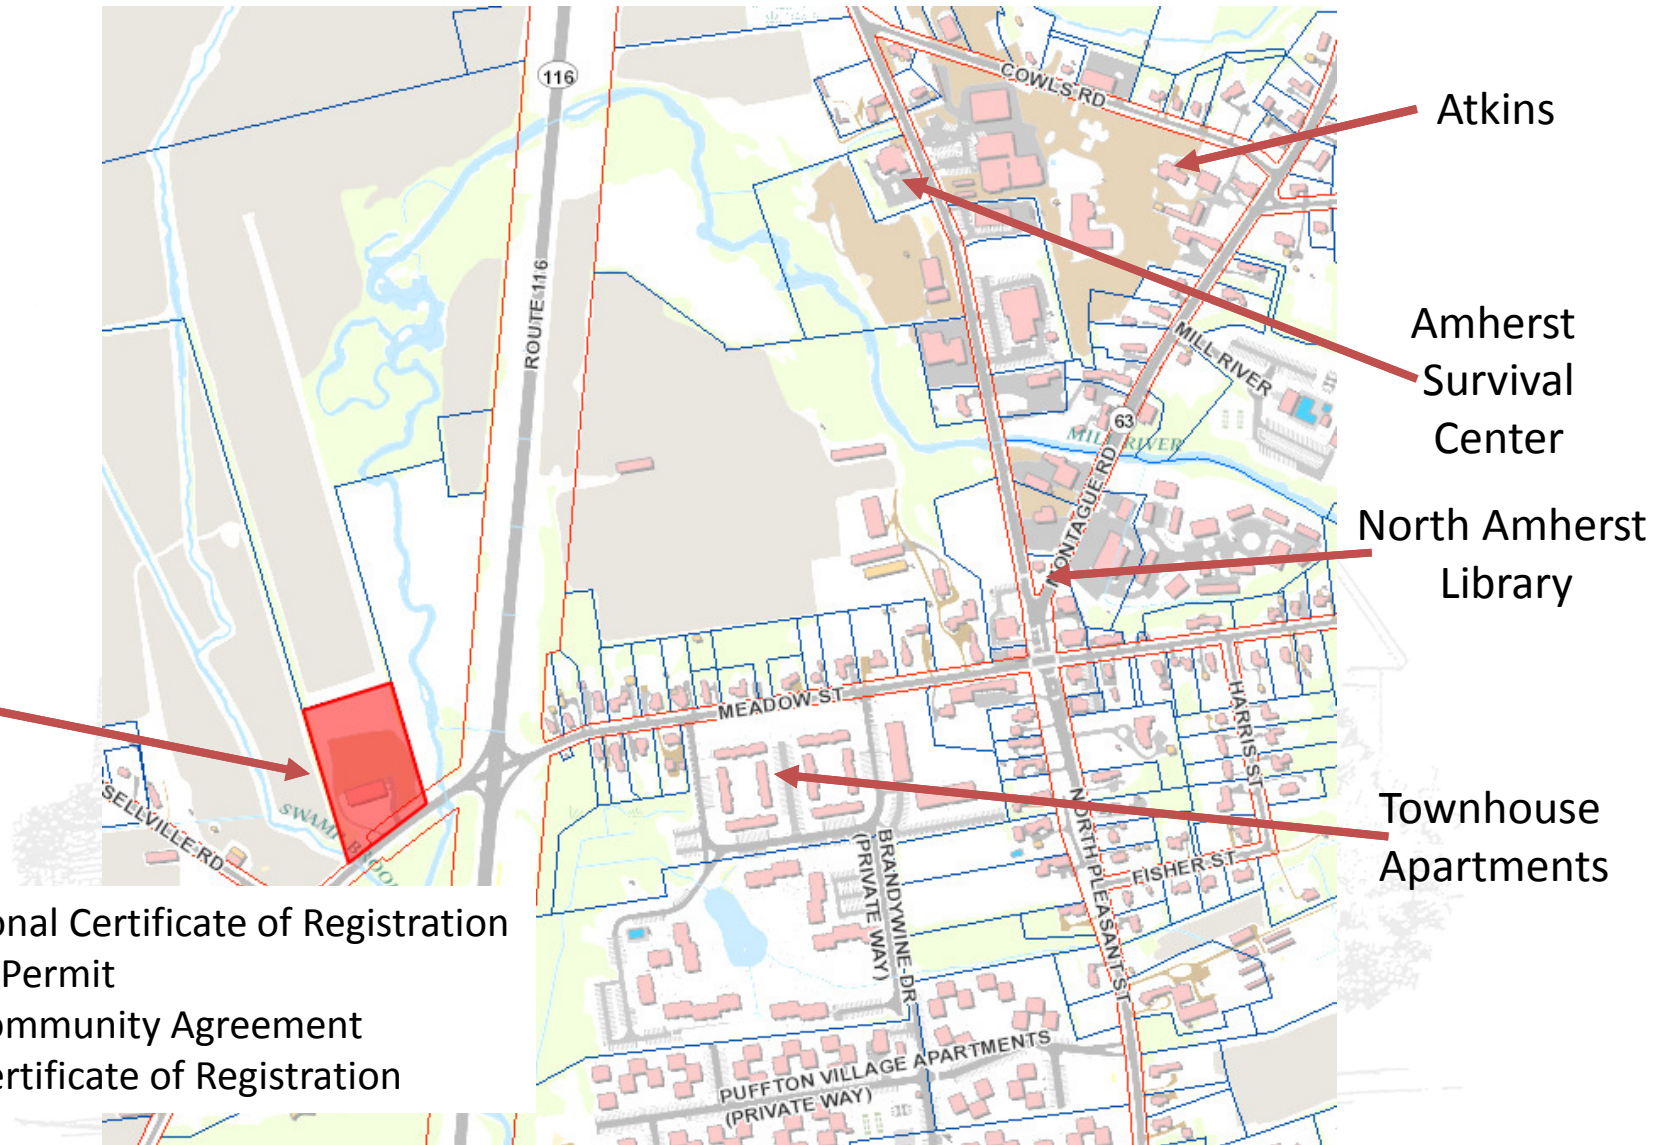 116
COWLS RD
Atkins
ROUTE 116
Amherst
Survival
Center
MILL RIVER
63
MILL RIVER
MONTAGUE RD
North Amherst
Library
MEADOW ST
HARRIS ST
SELLVILLE RD
SWAMP BROOK
NORTH PLEASANT ST
Townhouse
Apartments
FISHER ST
BRANDYWINE-DR
(PRIVATE WAY)
onal Certificate of Registration
Permit
ommunity Agreement
ertificate of Registration
PUFFTON VILLAGE APARTMENTS
(PRIVATE WAY)